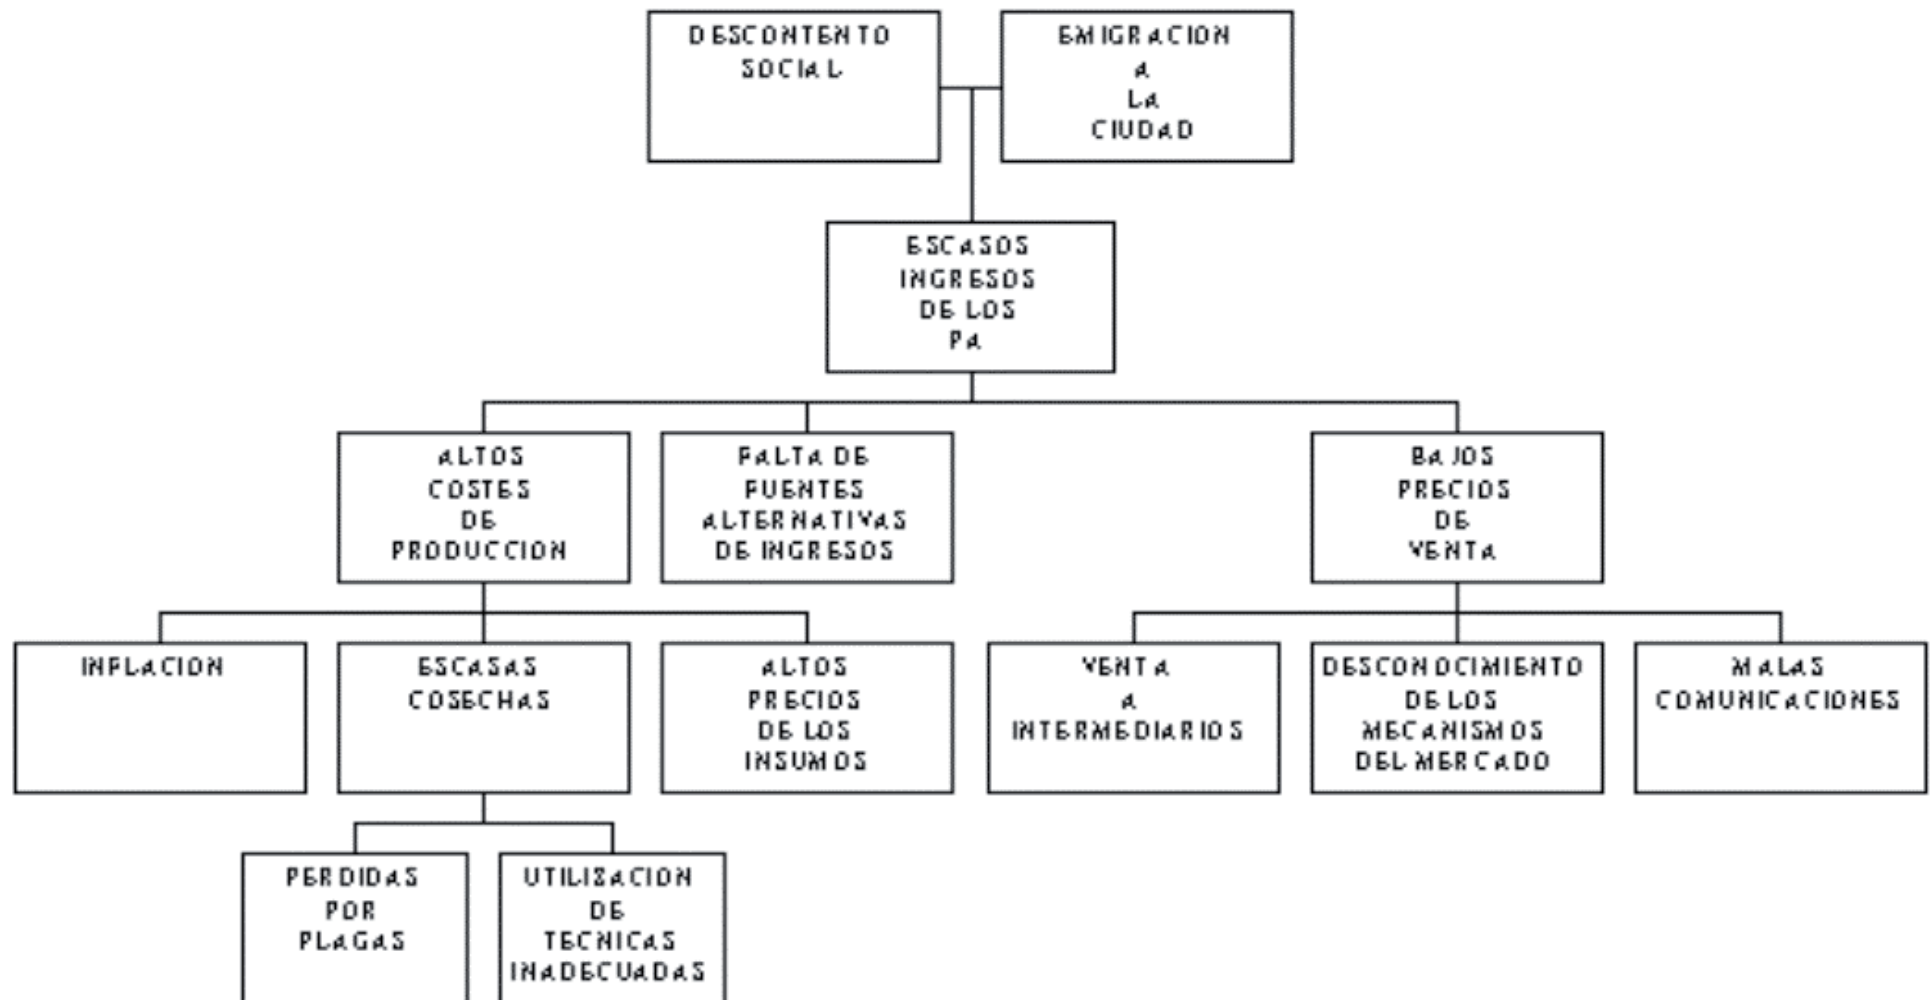 DESCONTENTO
SOCIAL
EMIGRACION
A
LA
CIUDAD
ESCASOS
INGRESOS
DE LOS
PA
ALTOS
COSTES
DE
PRODUCCION
FALTA DE
FUENTES
ALTERNATIVAS
DE INGRESOS
BAJOS
PRECIOS
DE
VENTA
INFLACION
ESCASAS
COSECHAS
ALTOS
PRECIOS
DE LOS
INSUMOS
VENTA
A
INTERMEDIARIOS
DESCONOCIMIENTO
DE LOS
MECANISMOS
DEL MERCADO
MALAS
COMUNICACIONES
PERDIDAS
POR
PLAGAS
UTILIZACION
DE
TECNICAS
INADECUADAS